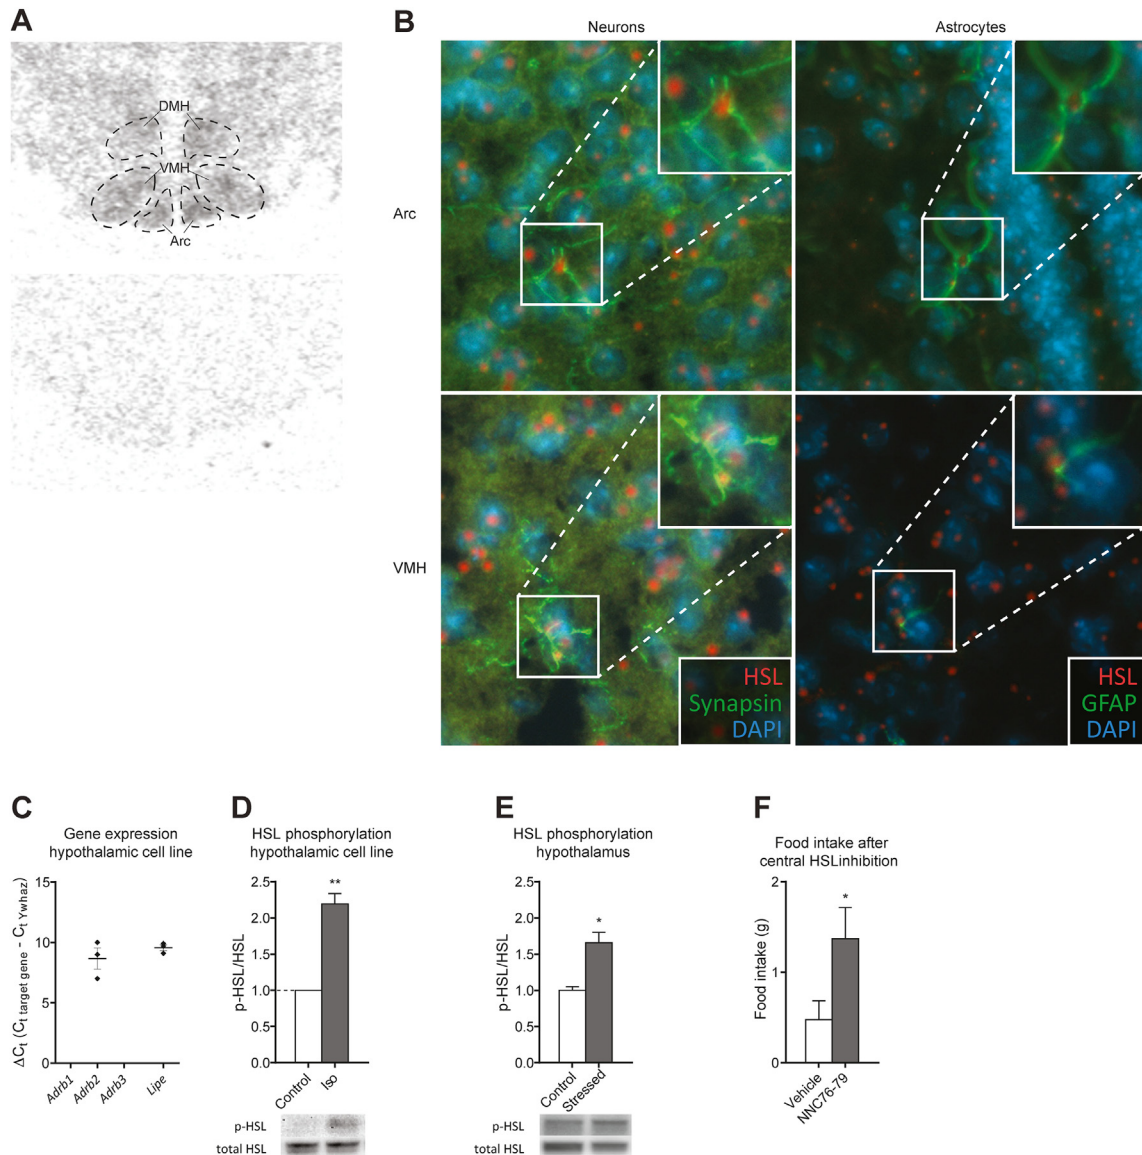 A
DMH
VMH
Arc
B
Neurons
Astrocytes
Arc
VMH
HSL
Synapsin
DAPI
HSL
GFAP
DAPI
C
Gene expression
hypothalamic cell line
ΔCt (Ct target gene - Ct Ywhaz)
15
10
5
0
Adrb1
Adrb2
Adrb3
Lipe
D
HSL phosphorylation
hypothalamic cell line
p-HSL/HSL
2.5
2.0
1.5
1.0
0.5
0.0
**
Control
Iso
p-HSL
total HSL
E
HSL phosphorylation
hypothalamus
p-HSL/HSL
2.5
2.0
1.5
1.0
0.5
0.0
*
Control
Stressed
p-HSL
total HSL
F
Food intake after
central HSLinhibition
Food intake (g)
2
1
0
*
Vehicle
NNC76-79